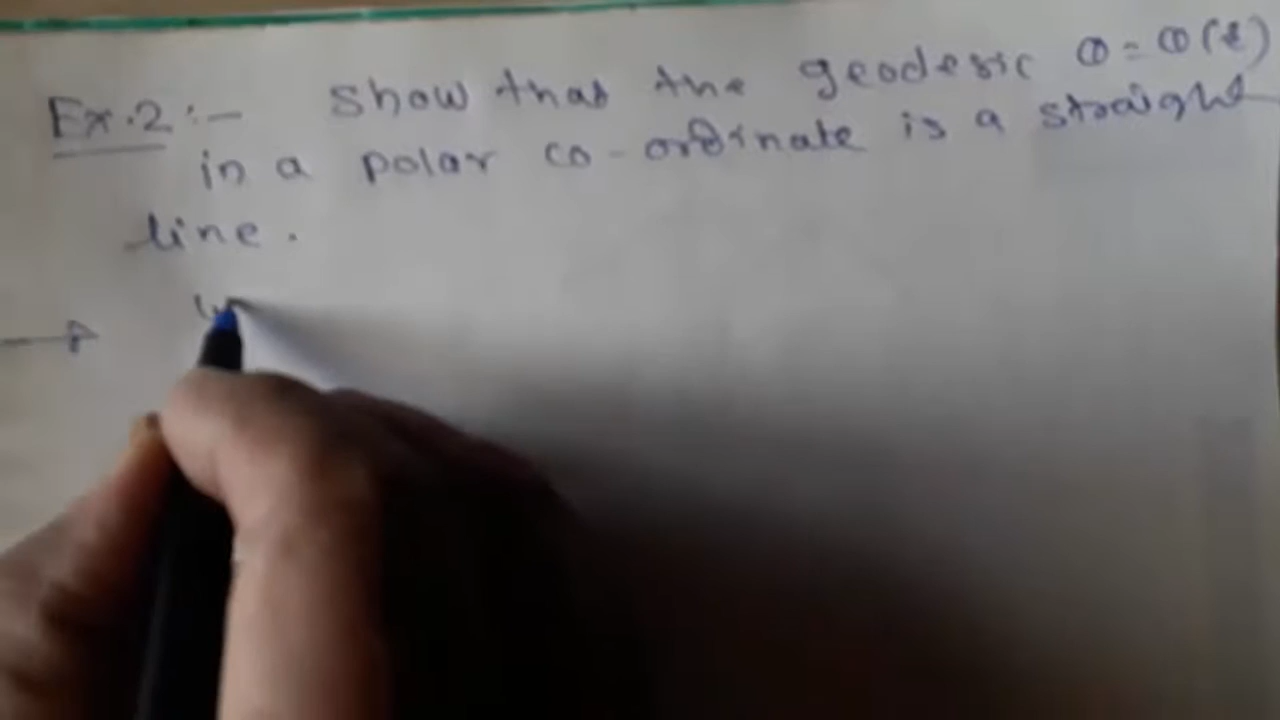 Ex.2 :- Show that the geodesic θ = θ(r)
in a polar co-ordinate is a straight
line.